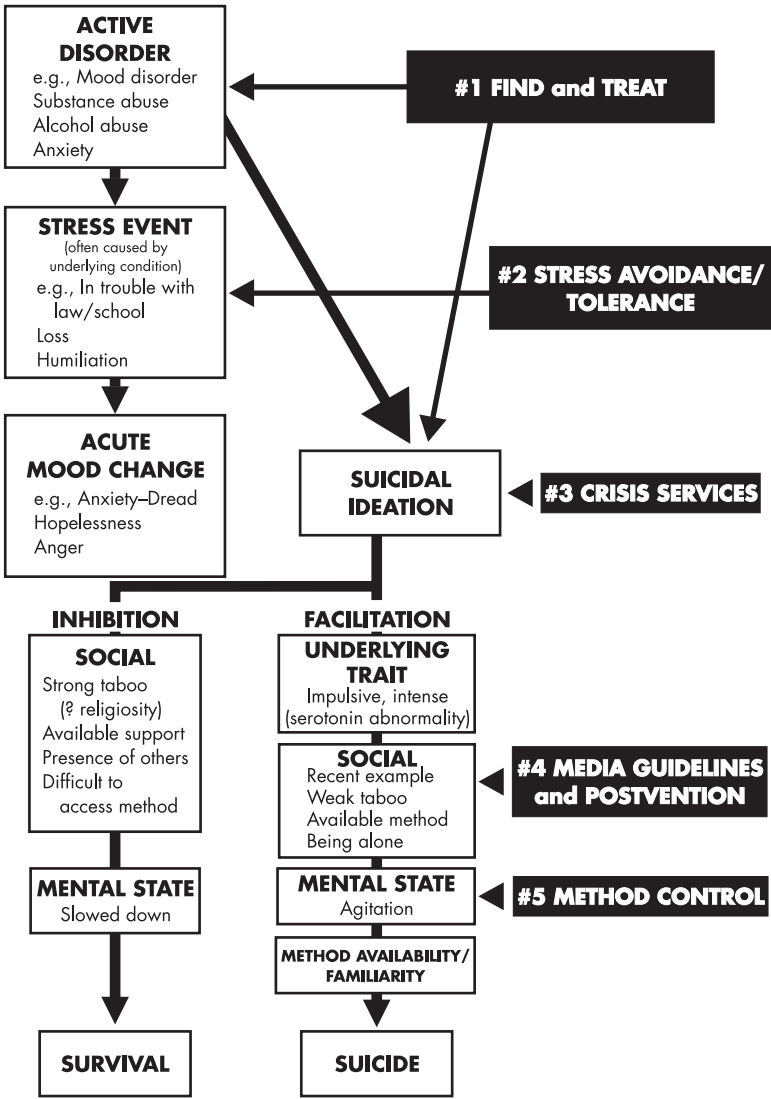 ACTIVE
DISORDER
e.g., Mood disorder
Substance abuse
Alcohol abuse
Anxiety
#1 FIND and TREAT
STRESS EVENT
(often caused by
underlying condition)
e.g., In trouble with
law/school
Loss
Humiliation
#2 STRESS AVOIDANCE/
TOLERANCE
ACUTE
MOOD CHANGE
e.g., Anxiety–Dread
Hopelessness
Anger
SUICIDAL
IDEATION
#3 CRISIS SERVICES
INHIBITION
SOCIAL
Strong taboo
(? religiosity)
Available support
Presence of others
Difficult to
access method
MENTAL STATE
Slowed down
SURVIVAL
FACILITATION
UNDERLYING
TRAIT
Impulsive, intense
(serotonin abnormality)
SOCIAL
Recent example
Weak taboo
Available method
Being alone
#4 MEDIA GUIDELINES
and POSTVENTION
MENTAL STATE
Agitation
#5 METHOD CONTROL
METHOD AVAILABILITY/
FAMILIARITY
SUICIDE